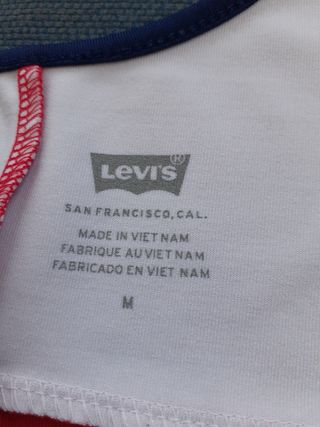 Levi's®
SAN FRANCISCO, CAL.
MADE IN VIET NAM
FABRIQUE AU VIET NAM
FABRICADO EN VIET NAM
M